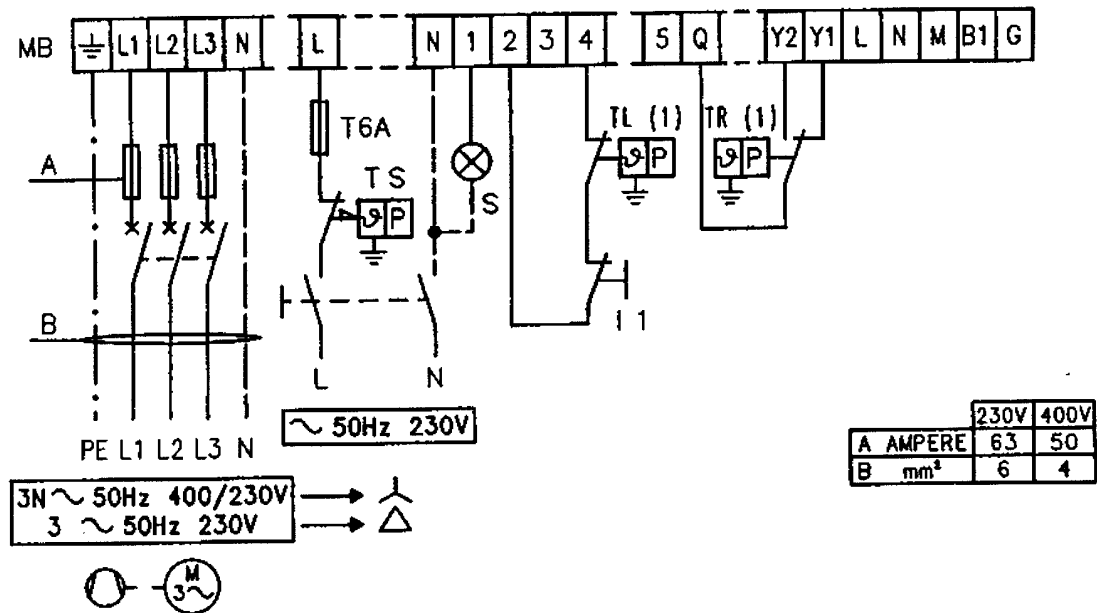 MB L1 L2 L3 N L N 1 2 3 4 5 Q Y2 Y1 L N M B1 G
T6A
TL (1) TR (1)
ϑ P ϑ P
A
TS
S
ϑ P
B
I1
L N
∼ 50Hz 230V
PE L1 L2 L3 N
230V 400V
A AMPERE 63 50
B mm² 6 4
3N ∼ 50Hz 400/230V
3 ∼ 50Hz 230V
M
3∼